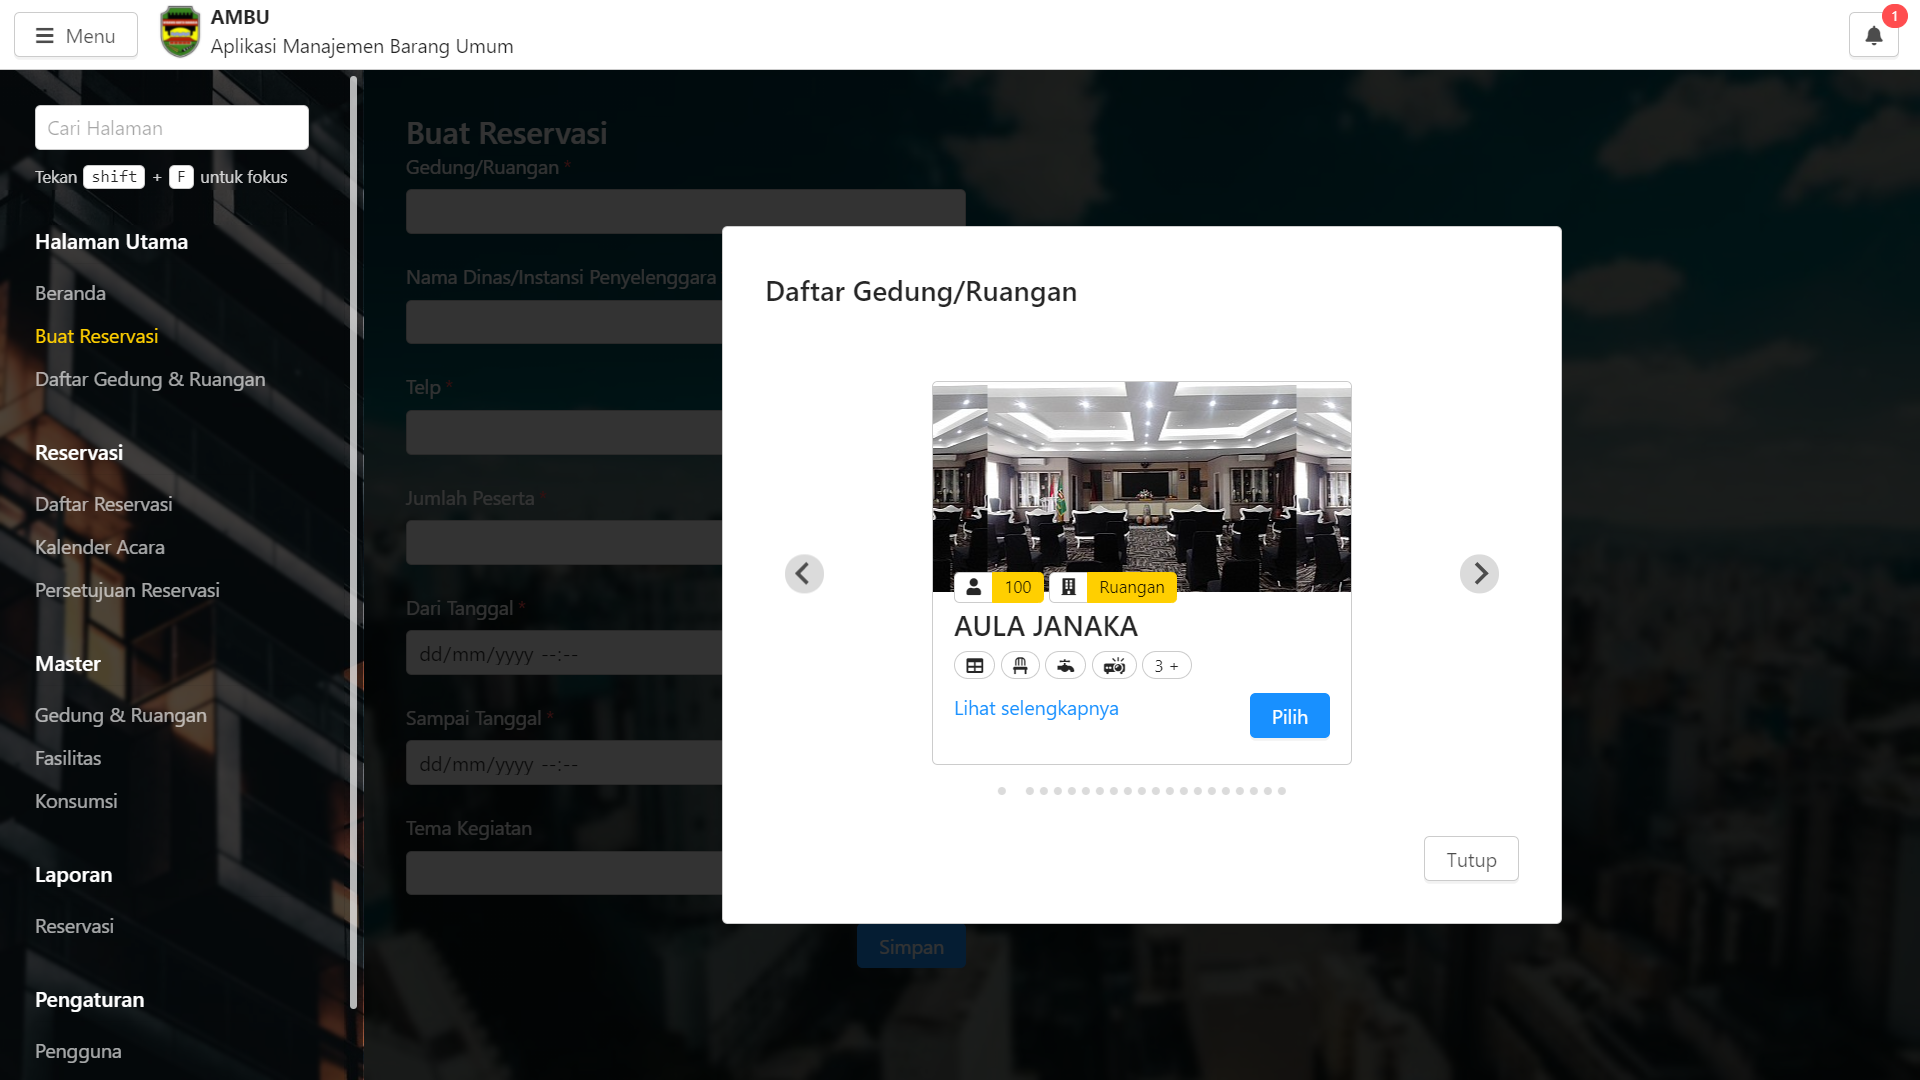 Menu
AMBU
Aplikasi Manajemen Barang Umum
1
Cari Halaman
Tekan shift + F untuk fokus
Halaman Utama
Beranda
Buat Reservasi
Daftar Gedung & Ruangan
Reservasi
Daftar Reservasi
Kalender Acara
Persetujuan Reservasi
Master
Gedung & Ruangan
Fasilitas
Konsumsi
Laporan
Reservasi
Pengaturan
Pengguna
Buat Reservasi
Gedung/Ruangan *
Nama Dinas/Instansi Penyelenggara
Telp *
Jumlah Peserta *
Dari Tanggal *
dd/mm/yyyy --:--
Sampai Tanggal *
dd/mm/yyyy --:--
Tema Kegiatan
Simpan
Daftar Gedung/Ruangan
100 Ruangan
AULA JANAKA
3 +
Lihat selengkapnya
Pilih
Tutup